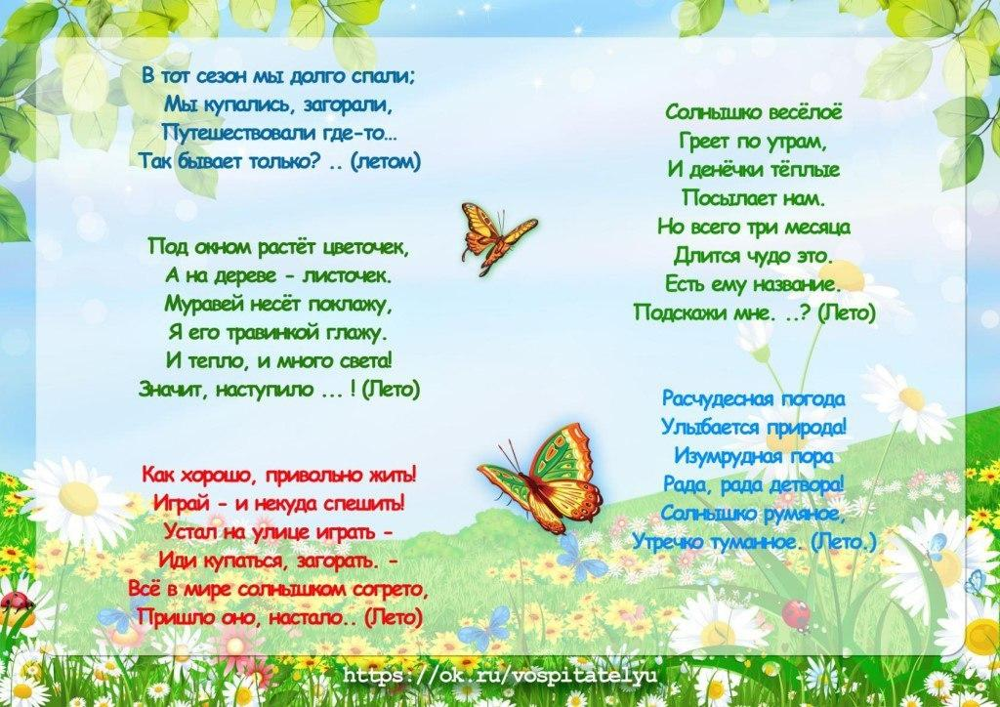 В тот сезон мы долго спали;
Мы купались, загорали,
Путешествовали где-то...
Так бывает только? .. (летом)
Под окном растёт цветочек,
А на дереве - листочек.
Муравей несёт поклажу,
Я его травинкой глажу.
И тепло, и много света!
Значит, наступило ... ! (Лето)
Как хорошо, привольно жить!
Играй - и некуда спешить!
Устал на улице играть -
Иди купаться, загорать. -
Всё в мире солнышком согрето,
Пришло оно, настало.. (Лето)
Солнышко весёлоё
Греет по утрам,
И денёчки тёплые
Посылает нам.
Но всего три месяца
Длится чудо это.
Есть ему название.
Подскажи мне. ..? (Лето)
Расчудесная погода
Улыбается природа!
Изумрудная пора
Рада, рада детвора!
Солнышко румяное,
Утречко туманное. (Лето.)
https://ok.ru/vospitatelyu